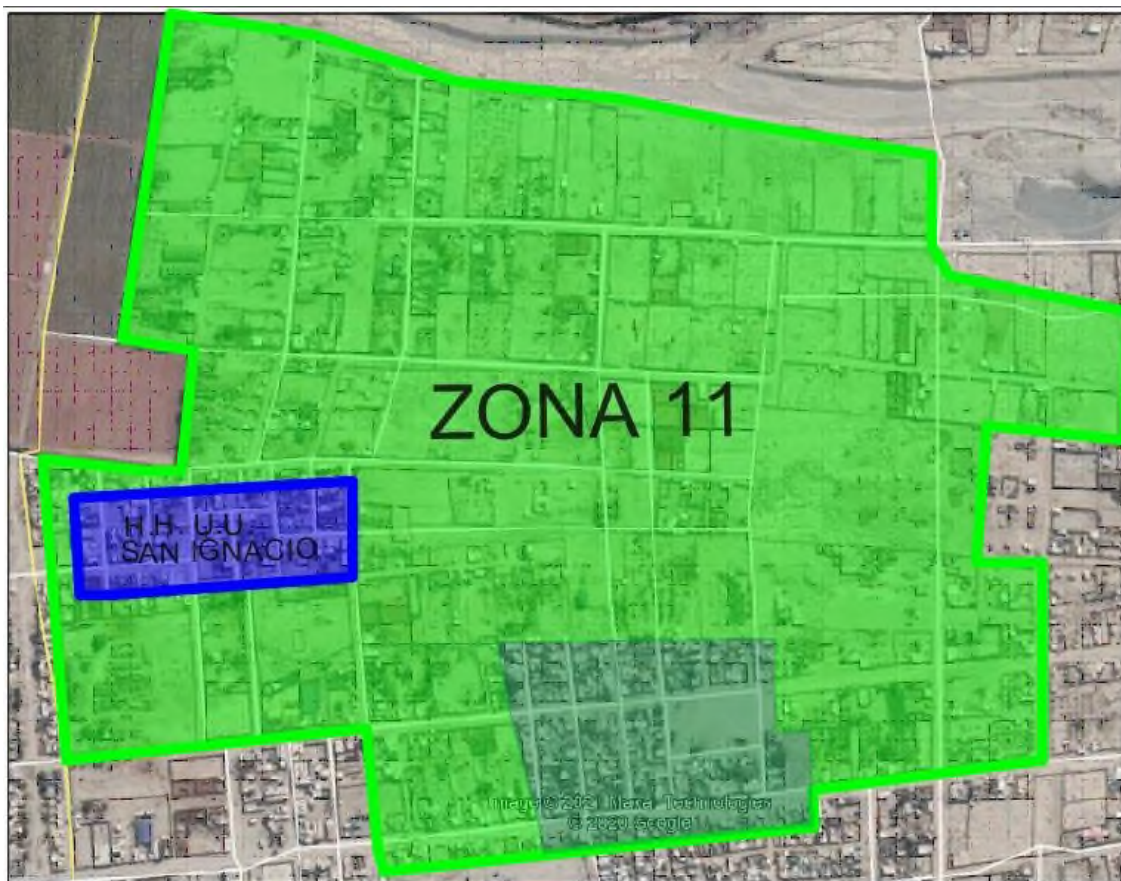 ZONA 11
H.H. U.U.
SAN IGNACIO
Image © 2021 Maxar Technologies
© 2020 Google